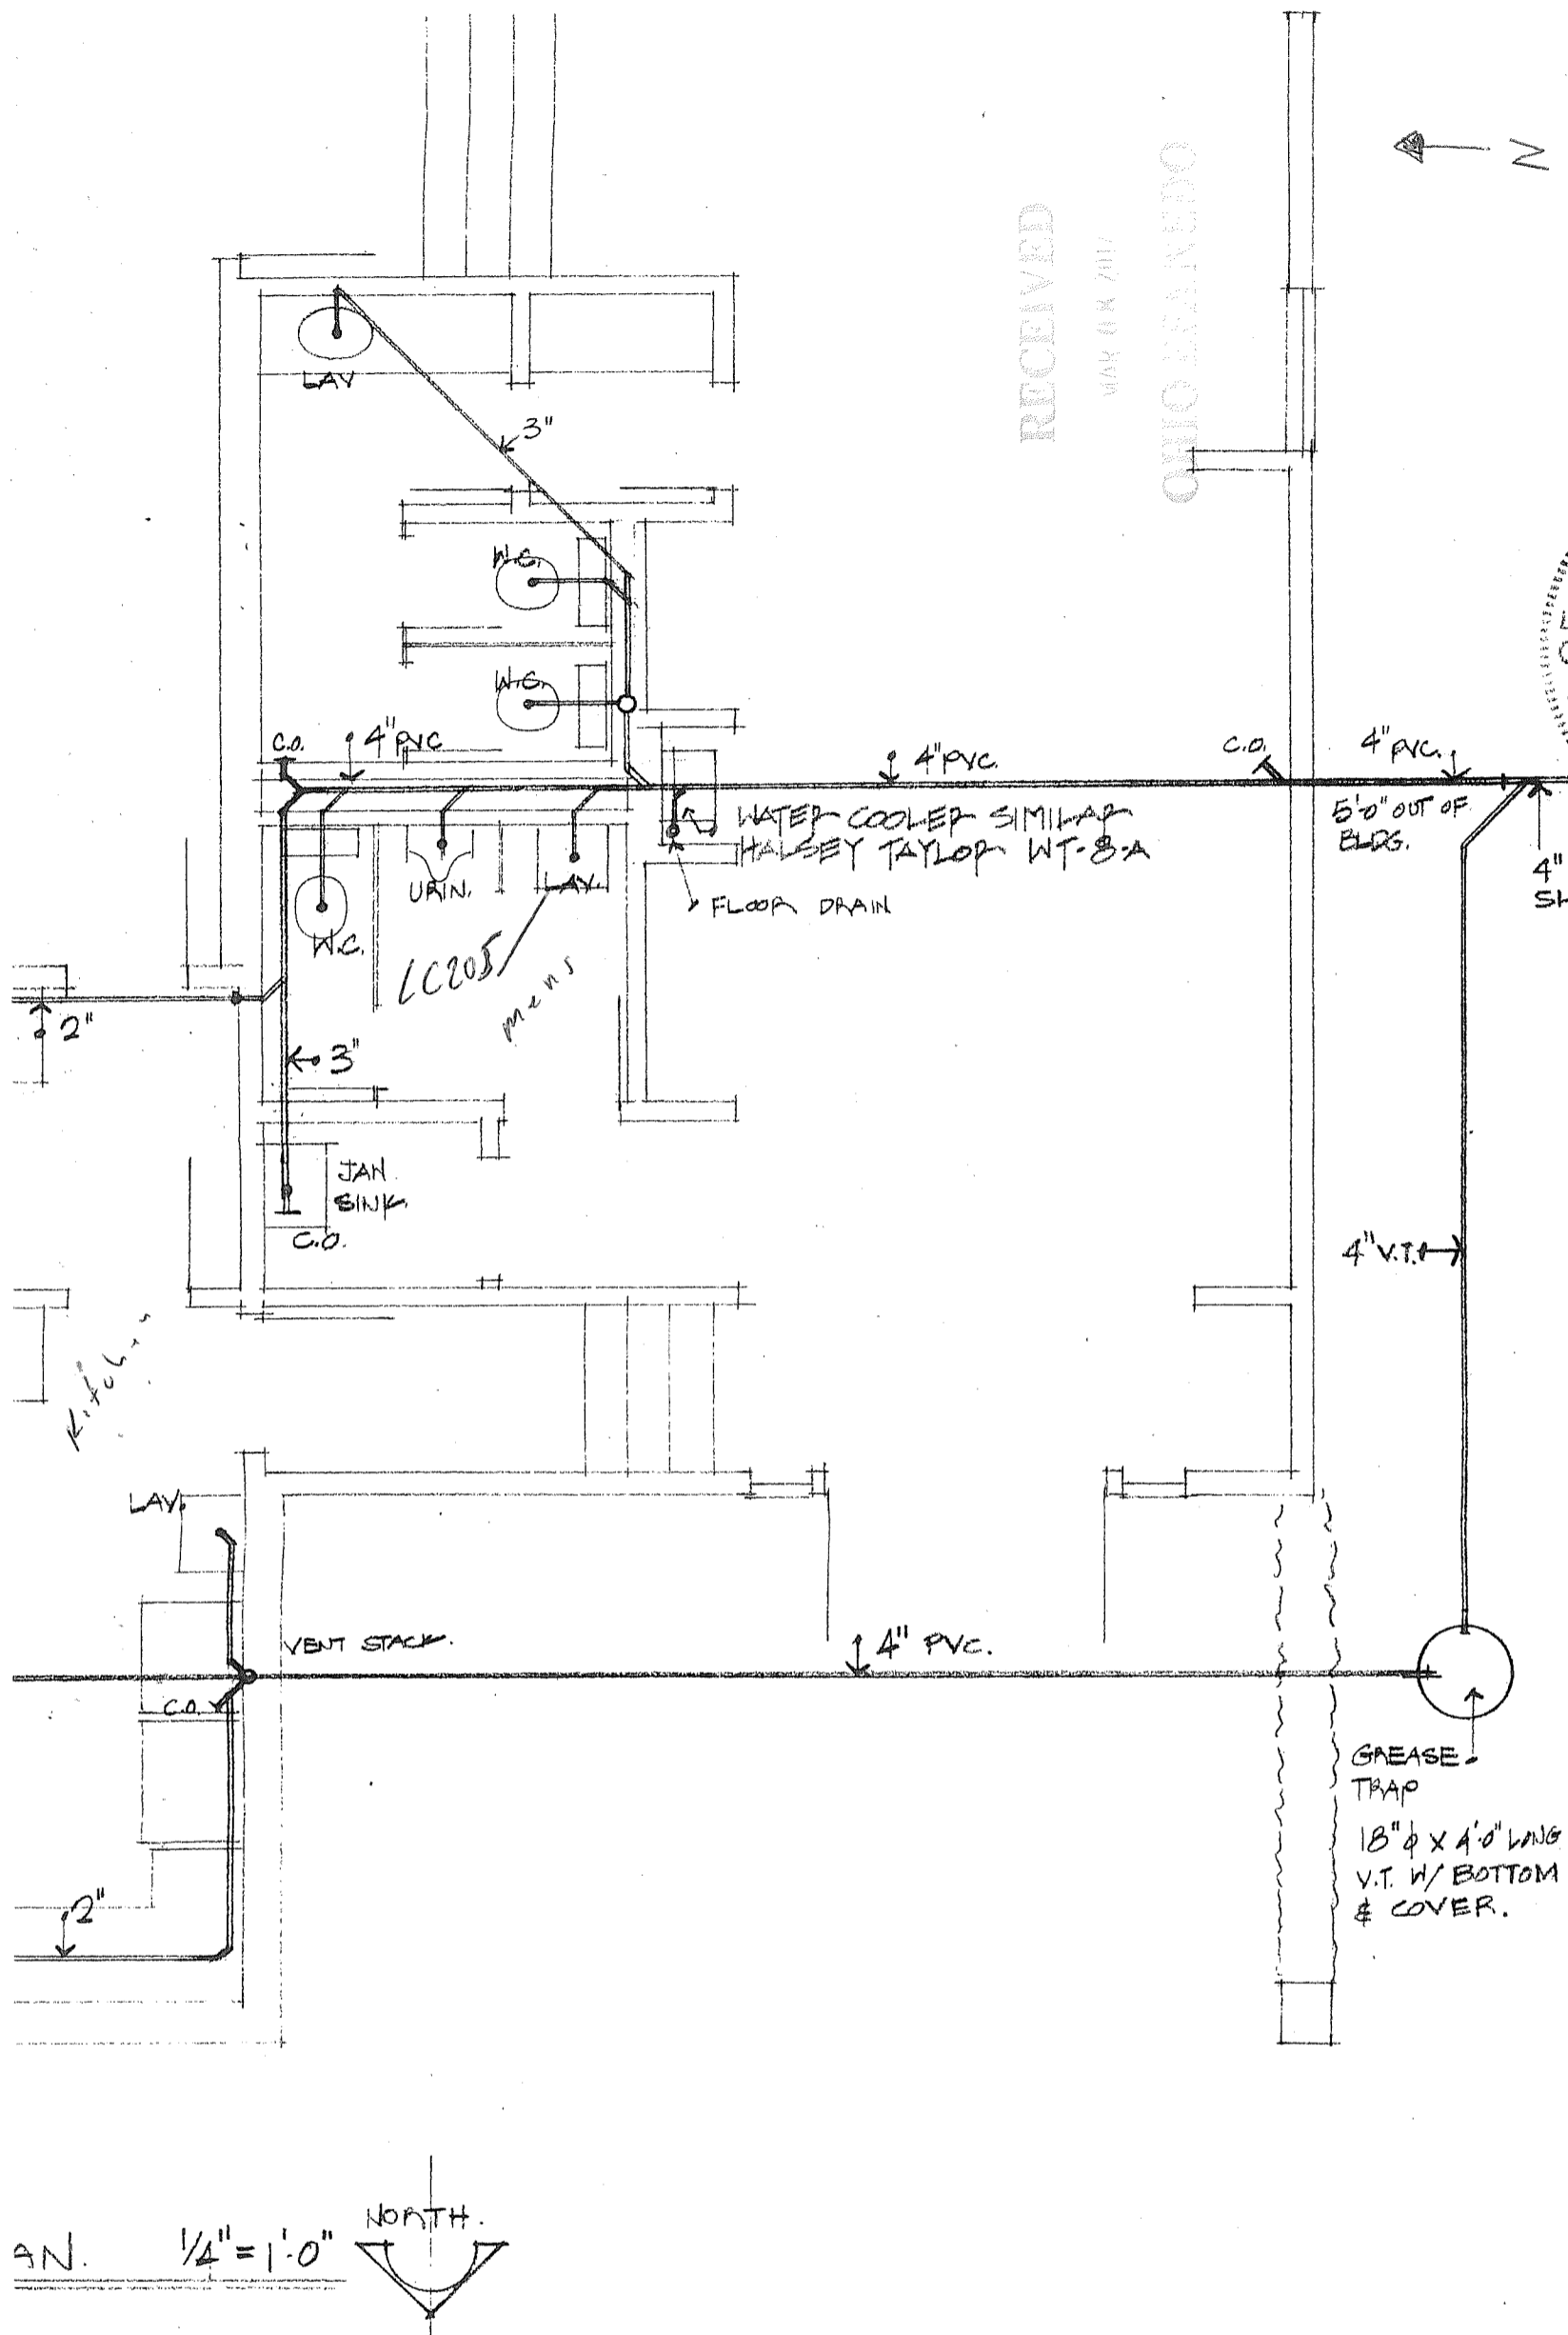 N
RECEIVED
LAV
3"
W.C.
W.C.
C.O.
4" PVC
4" PVC.
C.O.
4" PVC.
5'-0" OUT OF
BLDG.
WATER COOLER SIMILAR
HALSEY TAYLOR WT-8-A
FLOOR DRAIN
4"
URIN.
LAV.
W.C.
LC205
mens
2"
3"
JAN.
SINK.
C.O.
4" V.T.
Kitchen
LAV.
VENT STACK.
4" PVC.
C.O.
GREASE
TRAP
18" φ X 4'-0" LONG
V.T. W/ BOTTOM
& COVER.
2"
NORTH.
AN. 1/4" = 1'-0"